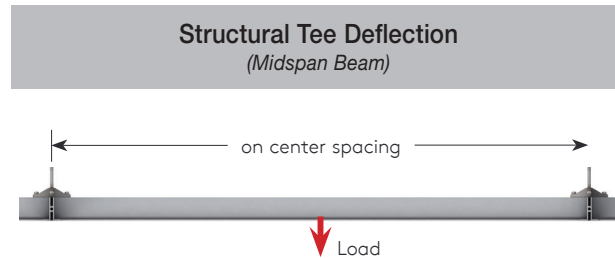 Structural Tee Deflection
(Midspan Beam)
on center spacing
Load